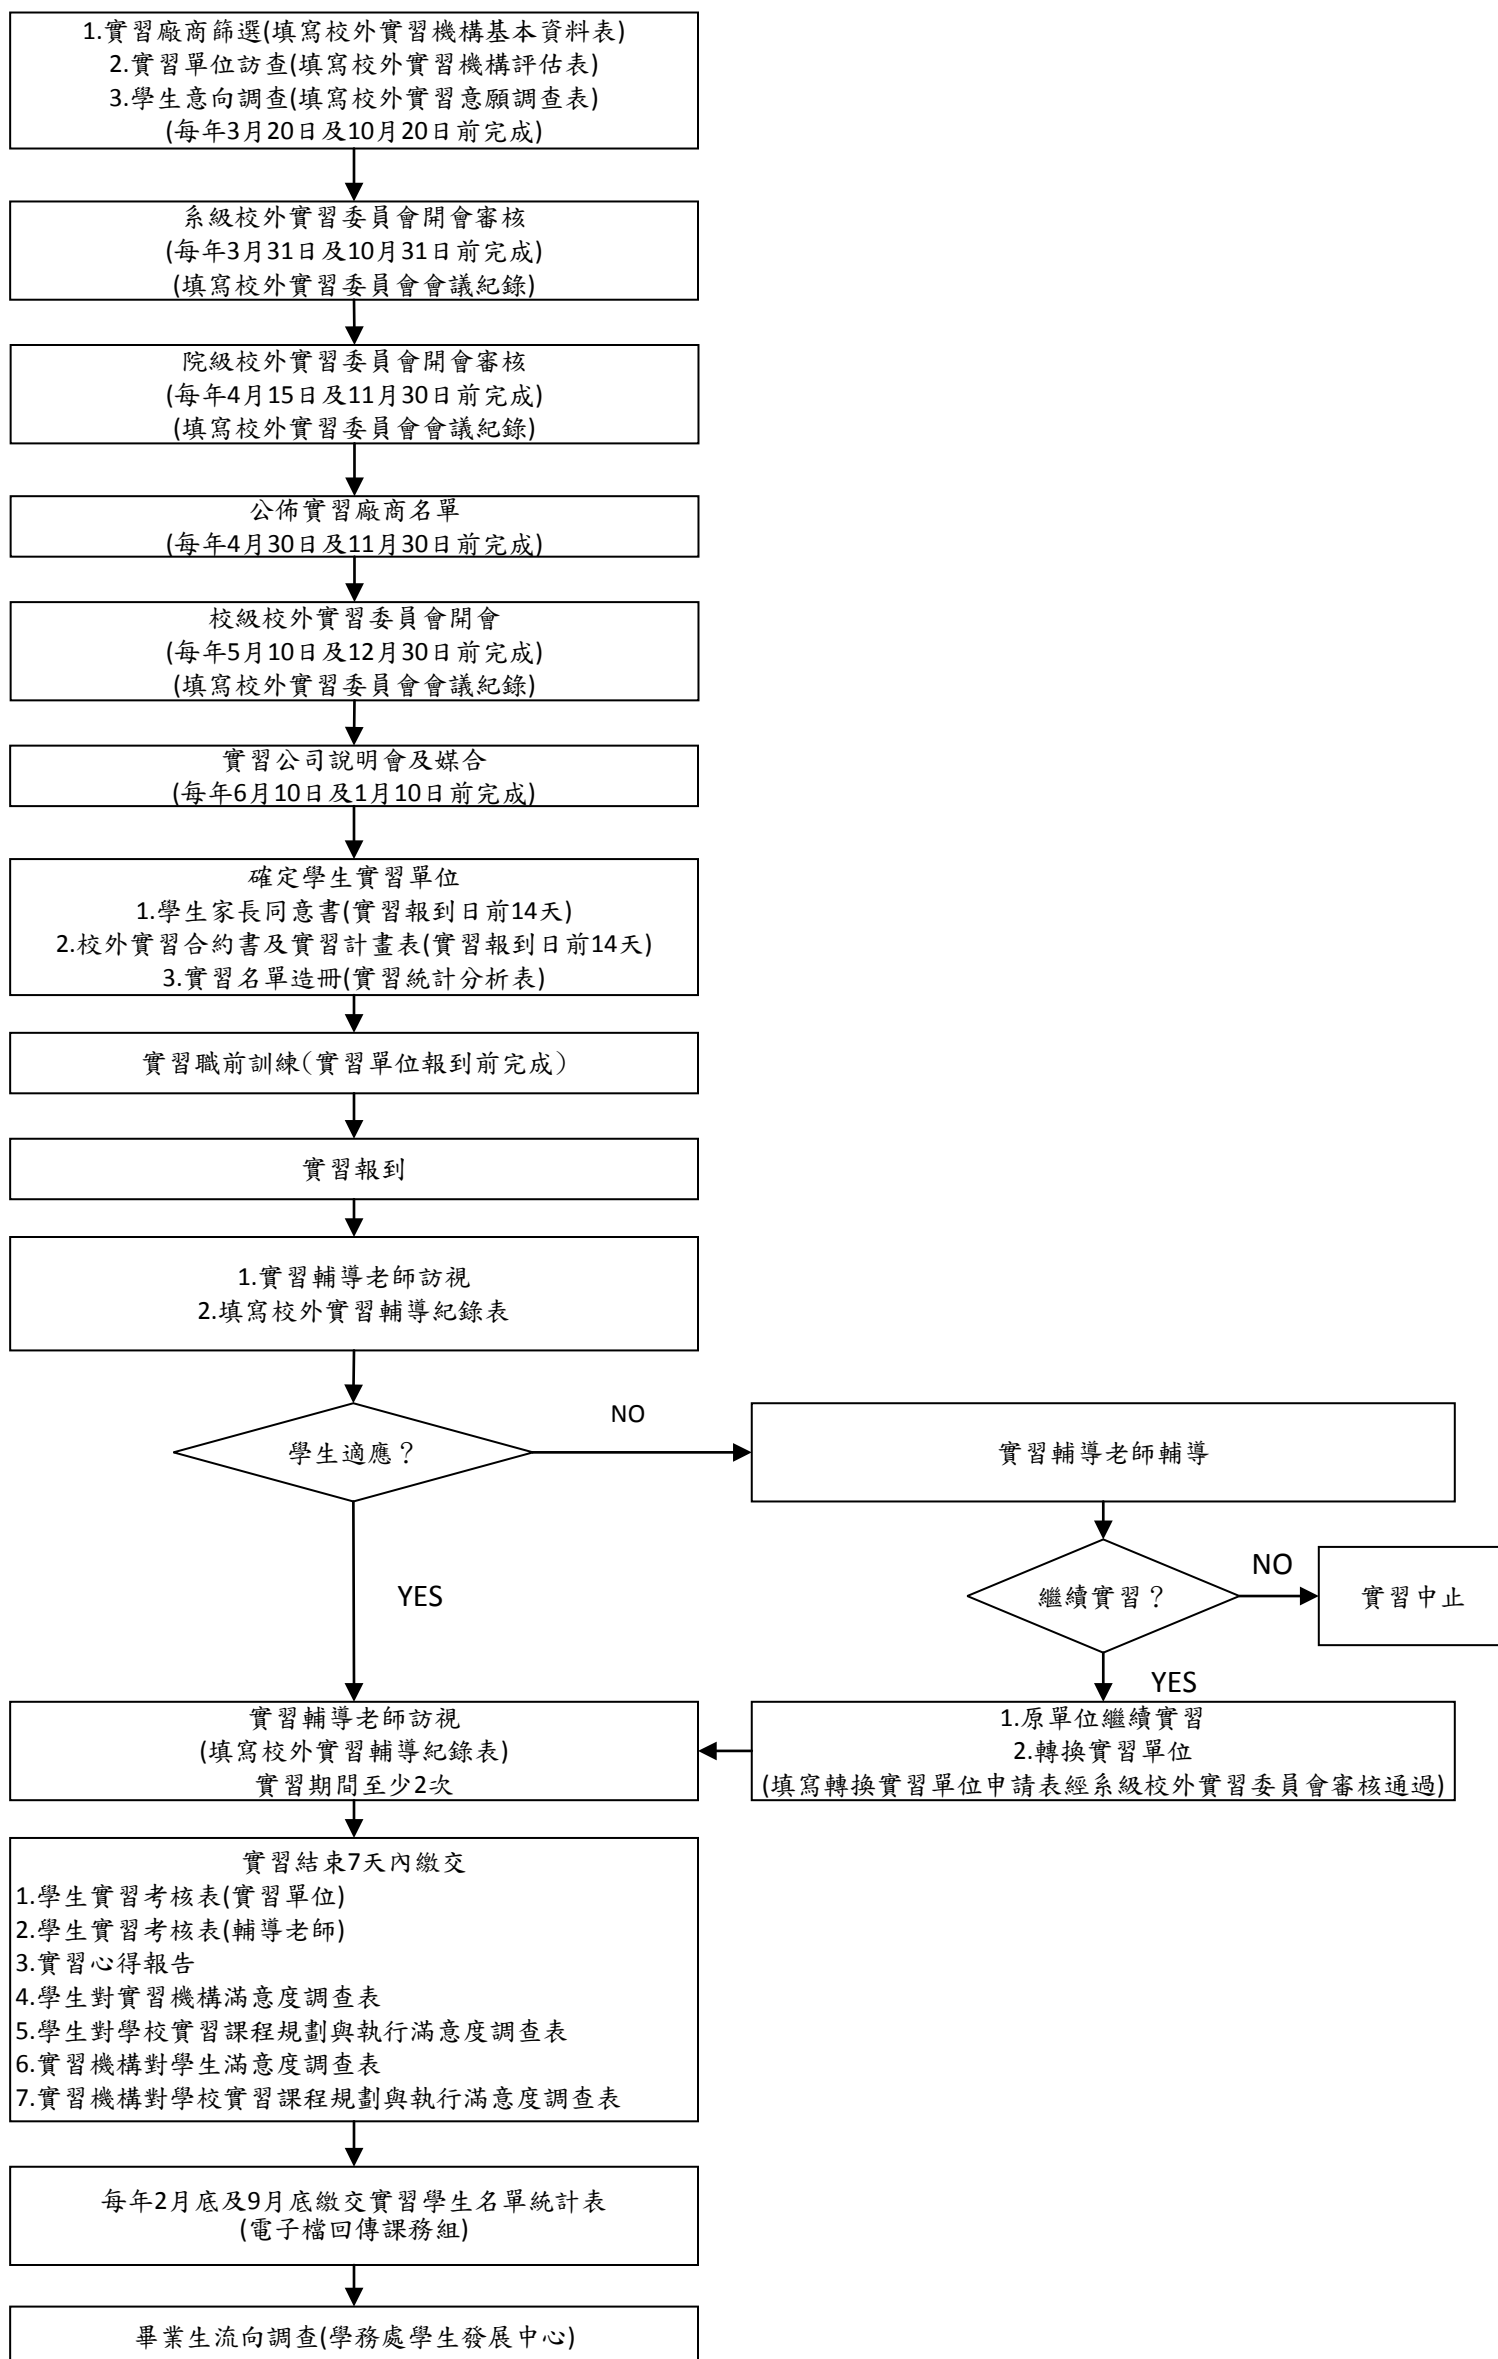 1.實習廠商篩選(填寫校外實習機構基本資料表)
2.實習單位訪查(填寫校外實習機構評估表)
3.學生意向調查(填寫校外實習意願調查表)
(每年3月20日及10月20日前完成)
系級校外實習委員會開會審核
(每年3月31日及10月31日前完成)
(填寫校外實習委員會會議紀錄)
院級校外實習委員會開會審核
(每年4月15日及11月30日前完成)
(填寫校外實習委員會會議紀錄)
公佈實習廠商名單
(每年4月30日及11月30日前完成)
校級校外實習委員會開會
(每年5月10日及12月30日前完成)
(填寫校外實習委員會會議紀錄)
實習公司說明會及媒合
(每年6月10日及1月10日前完成)
確定學生實習單位
1.學生家長同意書(實習報到日前14天)
2.校外實習合約書及實習計畫表(實習報到日前14天)
3.實習名單造冊(實習統計分析表)
實習職前訓練(實習單位報到前完成)
實習報到
1.實習輔導老師訪視
2.填寫校外實習輔導紀錄表
學生適應？
NO
實習輔導老師輔導
YES
繼續實習？
NO
實習中止
YES
1.原單位繼續實習
2.轉換實習單位
(填寫轉換實習單位申請表經系級校外實習委員會審核通過)
實習輔導老師訪視
(填寫校外實習輔導紀錄表)
實習期間至少2次
實習結束7天內繳交
1.學生實習考核表(實習單位)
2.學生實習考核表(輔導老師)
3.實習心得報告
4.學生對實習機構滿意度調查表
5.學生對學校實習課程規劃與執行滿意度調查表
6.實習機構對學生滿意度調查表
7.實習機構對學校實習課程規劃與執行滿意度調查表
每年2月底及9月底繳交實習學生名單統計表
(電子檔回傳課務組)
畢業生流向調查(學務處學生發展中心)